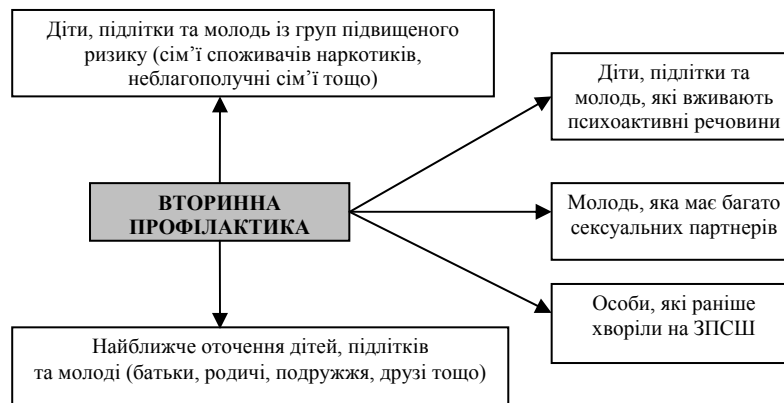 Діти, підлітки та молодь із груп підвищеного
ризику (сім’ї споживачів наркотиків,
неблагополучні сім’ї тощо)
Діти, підлітки та
молодь, які вживають
психоактивні речовини
ВТОРИННА
ПРОФІЛАКТИКА
Молодь, яка має багато
сексуальних партнерів
Особи, які раніше
хворіли на ЗПСШ
Найближче оточення дітей, підлітків
та молоді (батьки, родичі, подружжя, друзі тощо)